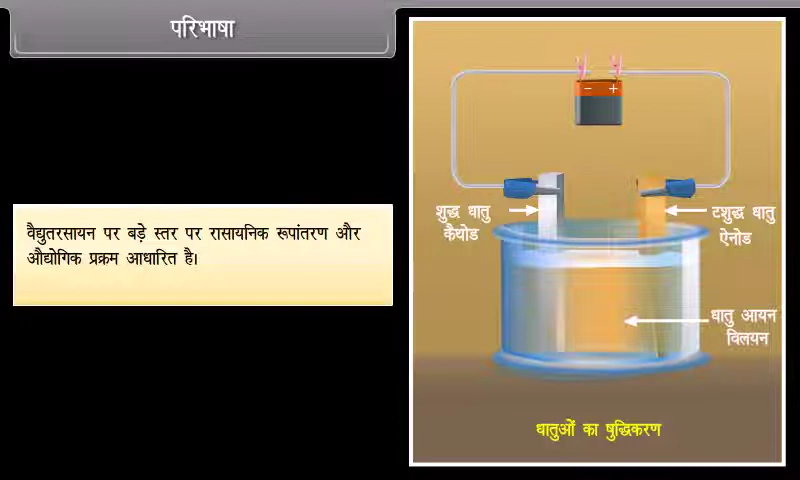 परिभाषा
वैद्युतरसायन पर बड़े स्तर पर रासायनिक रूपांतरण और
औद्योगिक प्रक्रम आधारित है।
− +
शुद्ध धातु
कैथोड
टशुद्ध धातु
ऐनोड
धातु आयन
विलयन
धातुओं का षुद्धिकरण